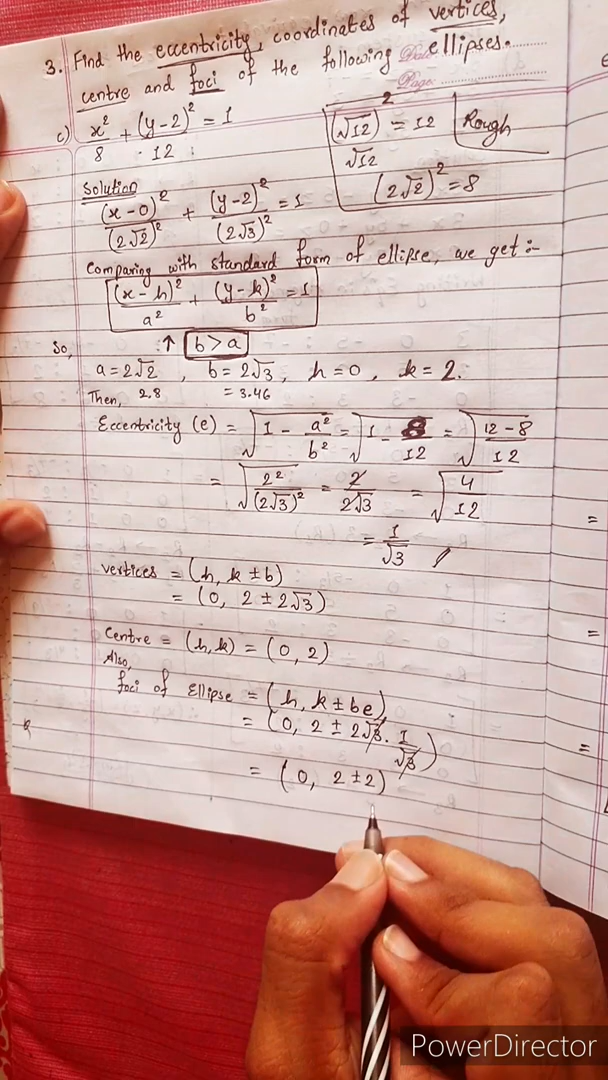 3. Find the eccentricity, coordinates of vertices,
centre and foci of the following ellipses.
Date:
Page:
c) x²/8 + (y-2)²/12 = 1
(√12)² = 12
√12
(2√2)² = 8
Rough
Solution
(x-0)²/(2√2)² + (y-2)²/(2√3)² = 1
Comparing with standard form of ellipse, we get :-
(x-h)²/a² + (y-k)²/b² = 1
↑ b > a
So,
a = 2√2 , b = 2√3 , h = 0 , k = 2.
2.8 = 3.46
Then,
Eccentricity (e) = √(1 - a²/b²) = √(1 - 8/12) = √((12-8)/12)
= √(2²/(2√3)²) = 2/2√3 = √(4/12)
= 1/√3
vertices = (h, k ± b)
= (0, 2 ± 2√3)
Centre = (h, k) = (0, 2)
Also,
foci of Ellipse = (h, k ± be)
= (0, 2 ± 2√3 . 1/√3)
= (0, 2 ± 2)
PowerDirector